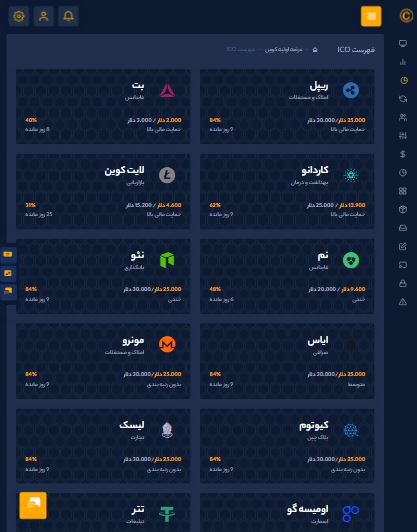 فهرست ICO
عرضه اولیه کوین
فهرست ICO
ریپل
املاک و مستغلات
25.000 دلار / 30.000 دلار
84%
حمایت مالی بالا
9 روز مانده
بت
فاینانس
2.000 دلار / 3.000 دلار
40%
حمایت مالی بالا
8 روز مانده
کاردانو
بهداشت و درمان
13.900 دلار / 25.000 دلار
62%
حمایت مالی بالا
9 روز مانده
لایت کوین
بازاریابی
4.600 دلار / 15.200 دلار
31%
حمایت مالی بالا
25 روز مانده
نم
فاینانس
9.600 دلار / 20.000 دلار
48%
خنثی
6 روز مانده
نئو
بانکداری
25.000 دلار / 30.000 دلار
84%
خنثی
9 روز مانده
ایاس
صرافی
25.000 دلار / 30.000 دلار
84%
متوسط
9 روز مانده
مونرو
املاک و مستغلات
25.000 دلار / 30.000 دلار
84%
بدون رتبه بندی
9 روز مانده
کیوتوم
بلاک چین
25.000 دلار / 30.000 دلار
84%
بدون رتبه بندی
9 روز مانده
لیسک
تجارت
25.000 دلار / 30.000 دلار
84%
بدون رتبه بندی
9 روز مانده
اومیسه گو
استارت
تتر
تبلیغات